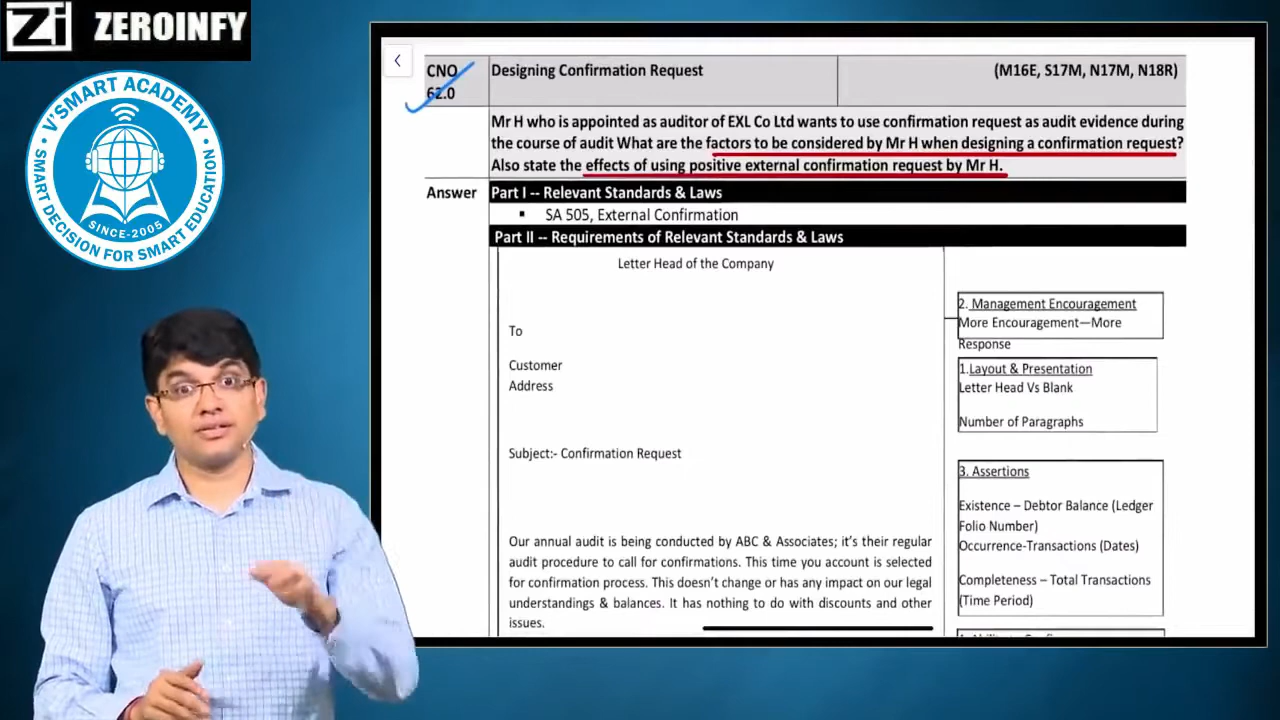 Zi ZEROINFY
V'SMART ACADEMY
SINCE-2005
SMART DECISION FOR SMART EDUCATION
CNO
62.0
Designing Confirmation Request
(M16E, S17M, N17M, N18R)
Mr H who is appointed as auditor of EXL Co Ltd wants to use confirmation request as audit evidence during
the course of audit What are the factors to be considered by Mr H when designing a confirmation request?
Also state the effects of using positive external confirmation request by Mr H.
Answer
Part I -- Relevant Standards & Laws
▪ SA 505, External Confirmation
Part II -- Requirements of Relevant Standards & Laws
Letter Head of the Company
To
Customer
Address
Subject:- Confirmation Request
Our annual audit is being conducted by ABC & Associates; it's their regular
audit procedure to call for confirmations. This time you account is selected
for confirmation process. This doesn't change or has any impact on our legal
understandings & balances. It has nothing to do with discounts and other
issues.
2. Management Encouragement
More Encouragement—More
Response
1.Layout & Presentation
Letter Head Vs Blank
Number of Paragraphs
3. Assertions
Existence – Debtor Balance (Ledger
Folio Number)
Occurrence-Transactions (Dates)
Completeness – Total Transactions
(Time Period)